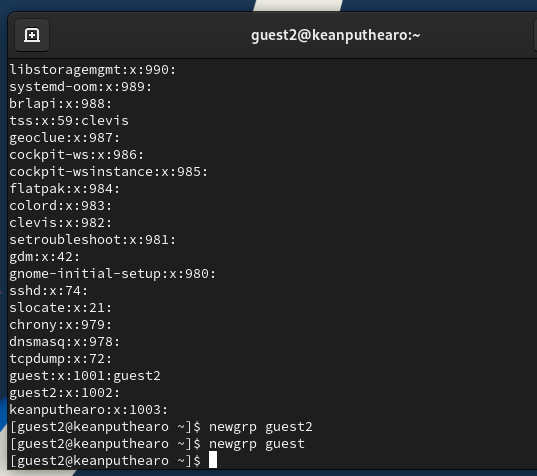 guest2@keanputhearo:~
libstoragemgmt:x:990:
systemd-oom:x:989:
brlapi:x:988:
tss:x:59:clevis
geoclue:x:987:
cockpit-ws:x:986:
cockpit-wsinstance:x:985:
flatpak:x:984:
colord:x:983:
clevis:x:982:
setroubleshoot:x:981:
gdm:x:42:
gnome-initial-setup:x:980:
sshd:x:74:
slocate:x:21:
chrony:x:979:
dnsmasq:x:978:
tcpdump:x:72:
guest:x:1001:guest2
guest2:x:1002:
keanputhearo:x:1003:
[guest2@keanputhearo ~]$ newgrp guest2
[guest2@keanputhearo ~]$ newgrp guest
[guest2@keanputhearo ~]$